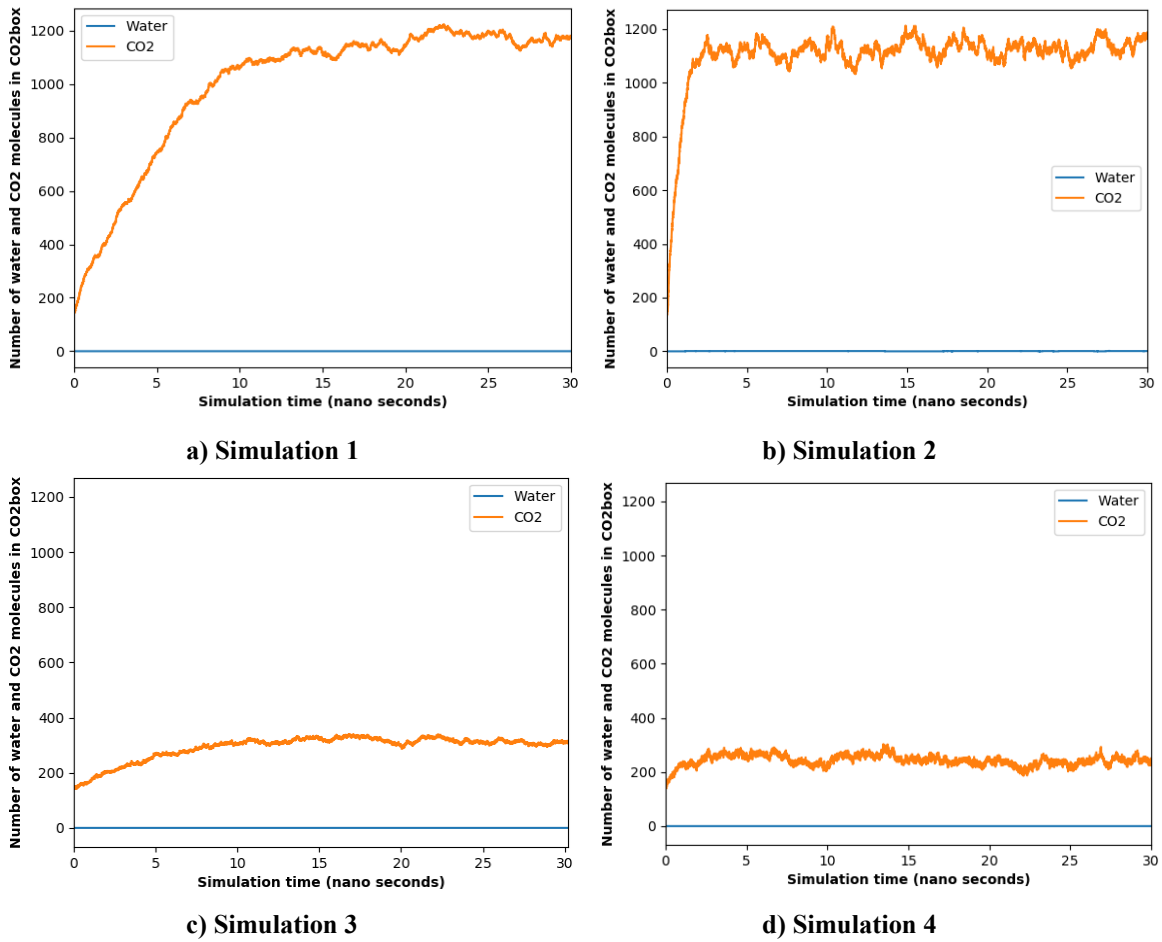 Number of water and CO2 molecules in CO2box
1200
1000
800
600
400
200
0
Water
CO2
0 5 10 15 20 25 30
Simulation time (nano seconds)
a) Simulation 1
Number of water and CO2 molecules in CO2box
1200
1000
800
600
400
200
0
Water
CO2
0 5 10 15 20 25 30
Simulation time (nano seconds)
b) Simulation 2
Number of water and CO2 molecules in CO2box
1200
1000
800
600
400
200
0
Water
CO2
0 5 10 15 20 25 30
Simulation time (nano seconds)
c) Simulation 3
Number of water and CO2 molecules in CO2box
1200
1000
800
600
400
200
0
Water
CO2
0 5 10 15 20 25 30
Simulation time (nano seconds)
d) Simulation 4